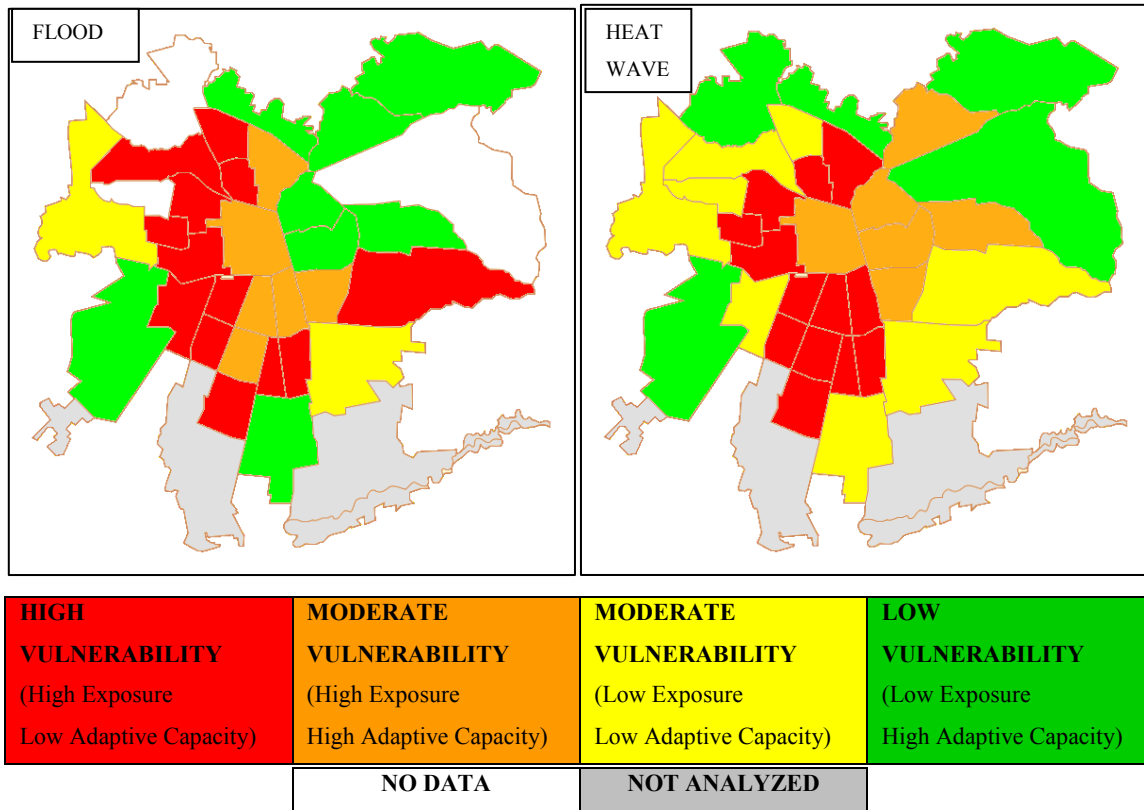 FLOOD
HEAT
WAVE
HIGH
VULNERABILITY
(High Exposure
Low Adaptive Capacity)
MODERATE
VULNERABILITY
(High Exposure
High Adaptive Capacity)
MODERATE
VULNERABILITY
(Low Exposure
Low Adaptive Capacity)
LOW
VULNERABILITY
(Low Exposure
High Adaptive Capacity)
NO DATA
NOT ANALYZED